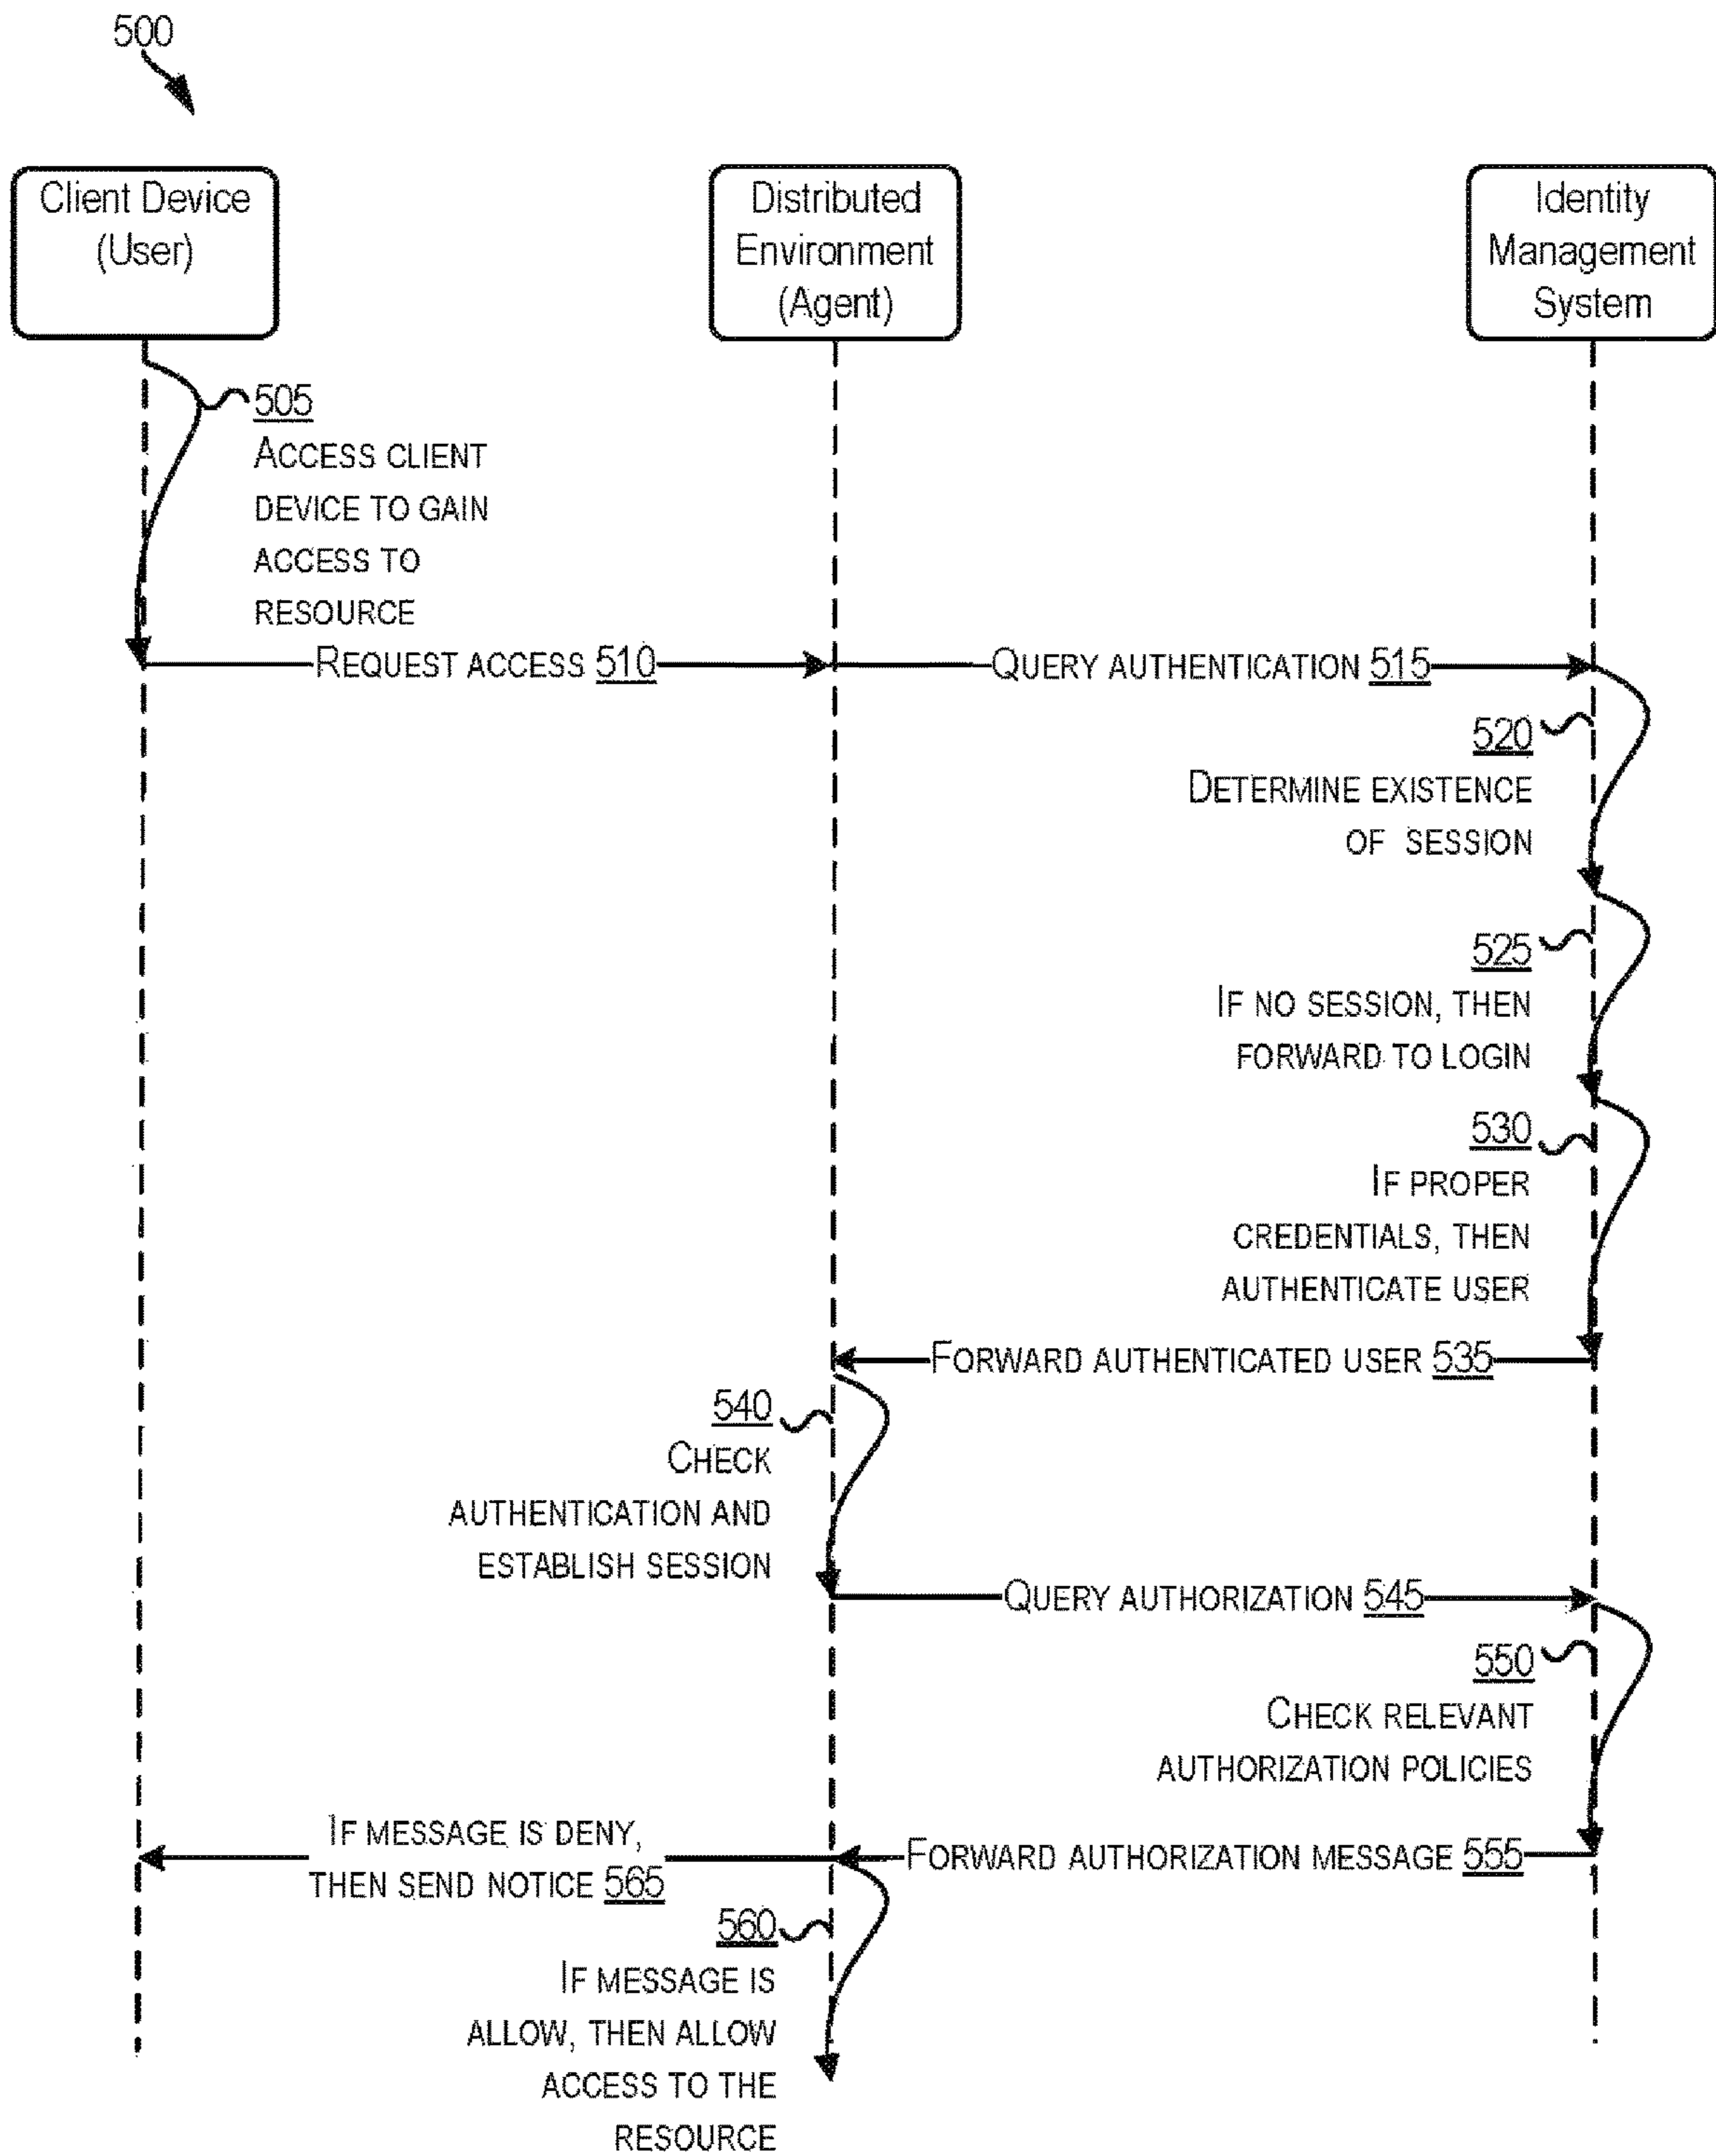 500
Client Device
(User)
Distributed
Environment
(Agent)
Identity
Management
System
505
ACCESS CLIENT
DEVICE TO GAIN
ACCESS TO
RESOURCE
REQUEST ACCESS 510
QUERY AUTHENTICATION 515
520
DETERMINE EXISTENCE
OF SESSION
525
IF NO SESSION, THEN
FORWARD TO LOGIN
530
IF PROPER
CREDENTIALS, THEN
AUTHENTICATE USER
FORWARD AUTHENTICATED USER 535
540
CHECK
AUTHENTICATION AND
ESTABLISH SESSION
QUERY AUTHORIZATION 545
550
CHECK RELEVANT
AUTHORIZATION POLICIES
FORWARD AUTHORIZATION MESSAGE 555
IF MESSAGE IS DENY,
THEN SEND NOTICE 565
560
IF MESSAGE IS
ALLOW, THEN ALLOW
ACCESS TO THE
RESOURCE